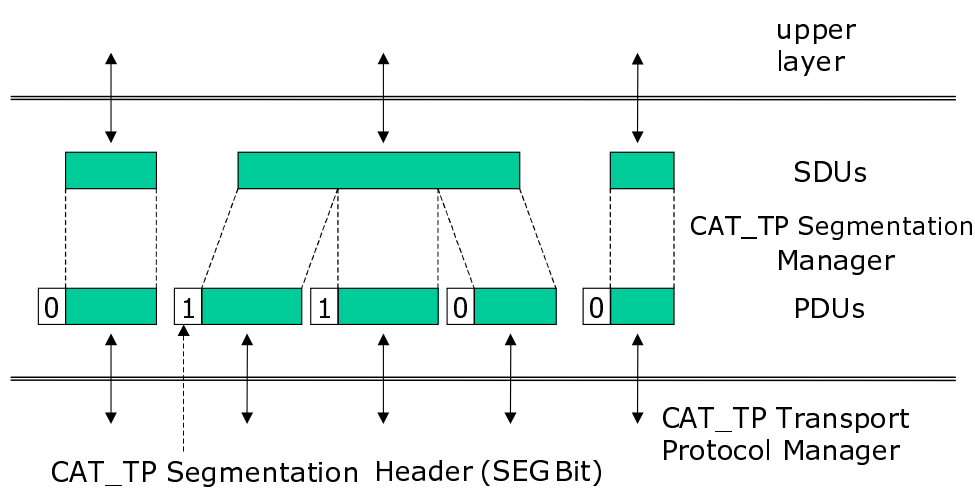 upper
layer
SDUs
CAT_TP Segmentation
Manager
0 1 1 0 0
PDUs
CAT_TP Transport
Protocol Manager
CAT_TP Segmentation Header (SEG Bit)